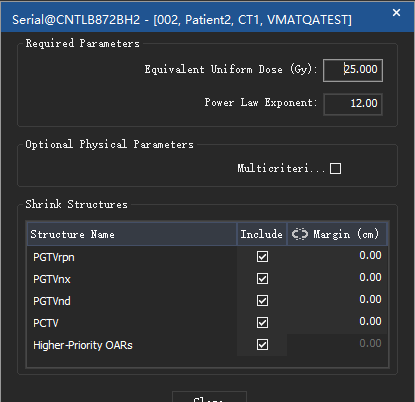 Serial@CNTLB872BH2 - [002, Patient2, CT1, VMATQATEST]
Required Parameters
Equivalent Uniform Dose (Gy): 25.000
Power Law Exponent: 12.00
Optional Physical Parameters
Multicriteri...
Shrink Structures
Structure Name Include Margin (cm)
PGTVrpn 0.00
PGTVnx 0.00
PGTVnd 0.00
PCTV 0.00
Higher-Priority OARs 0.00